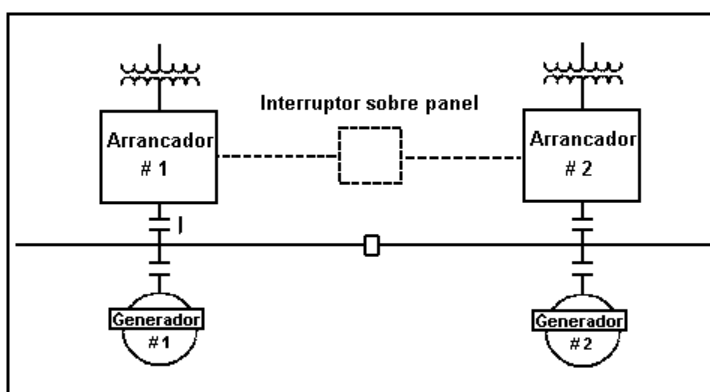 Interruptor sobre panel
Arrancador
# 1
Arrancador
# 2
Generador
#1
Generador
#2